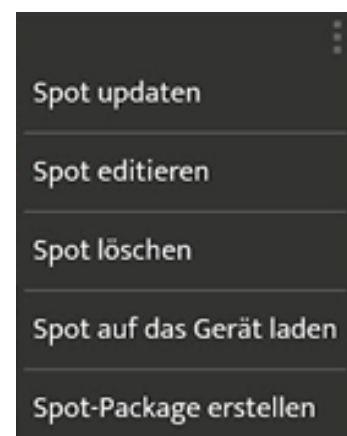 Spot updaten
Spot editieren
Spot löschen
Spot auf das Gerät laden
Spot-Package erstellen